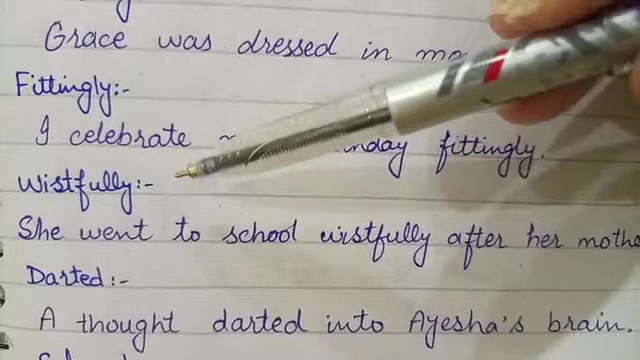 Grace was dressed in
Fittingly:-
I celebrate fittingly.
Wistfully:-
She went to school wistfully after her
Darted:-
A thought darted into Ayesha's brain.